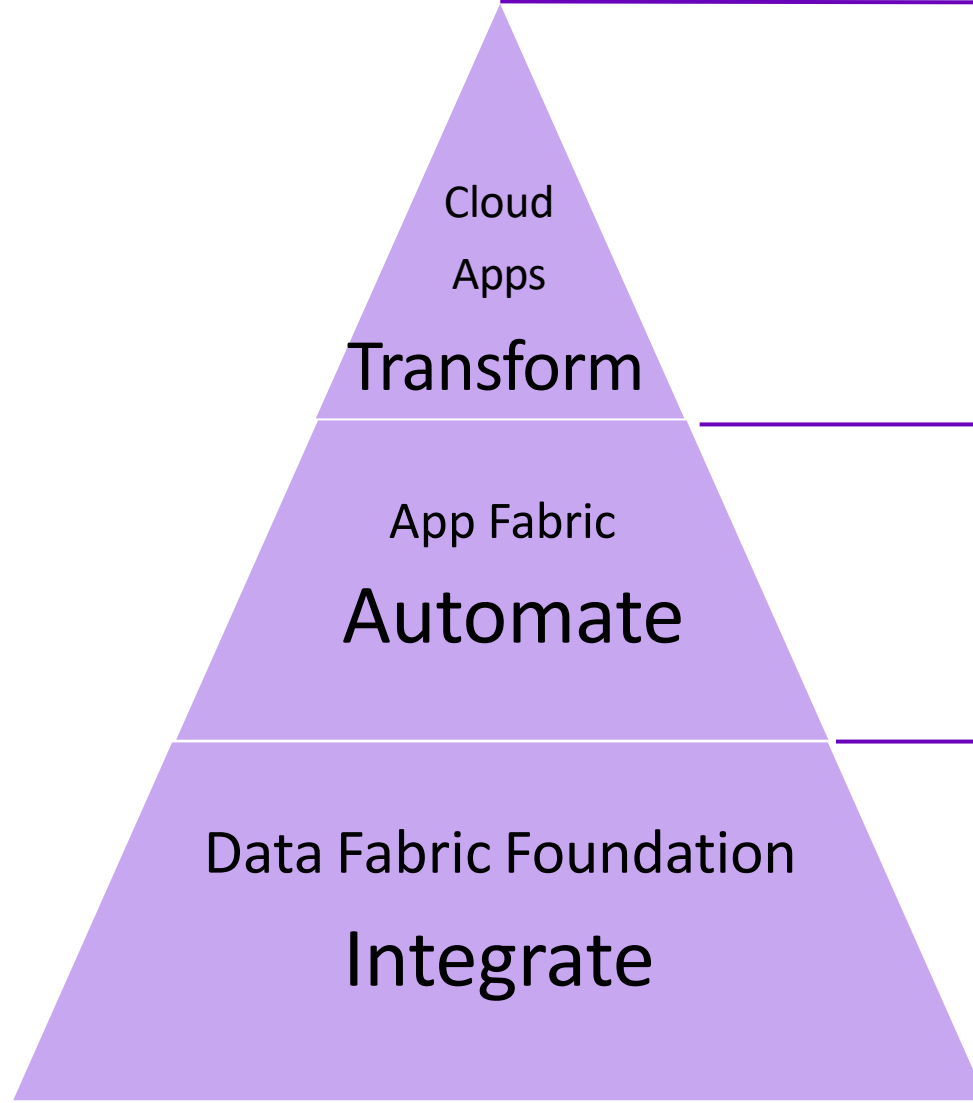 Cloud
Apps
Transform
App Fabric
Automate
Data Fabric Foundation
Integrate